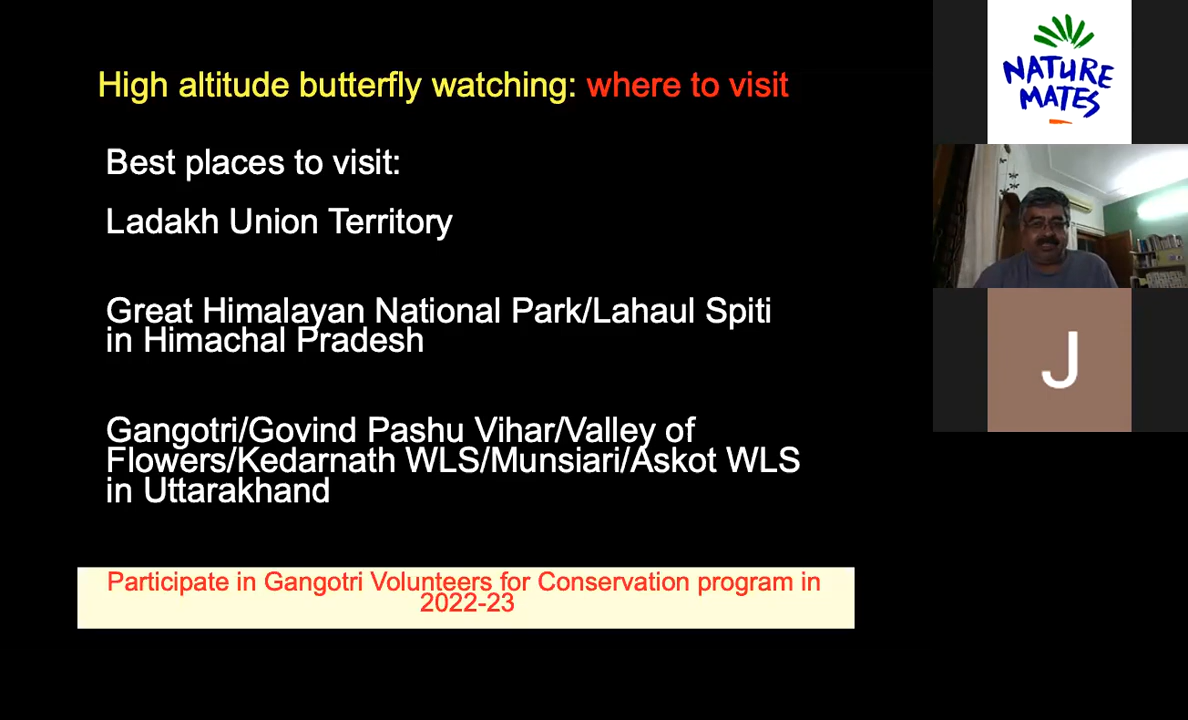 High altitude butterfly watching: where to visit
Best places to visit:
Ladakh Union Territory
Great Himalayan National Park/Lahaul Spiti
in Himachal Pradesh
Gangotri/Govind Pashu Vihar/Valley of
Flowers/Kedarnath WLS/Munsiari/Askot WLS
in Uttarakhand
Participate in Gangotri Volunteers for Conservation program in
2022-23
NATURE
MATES
J